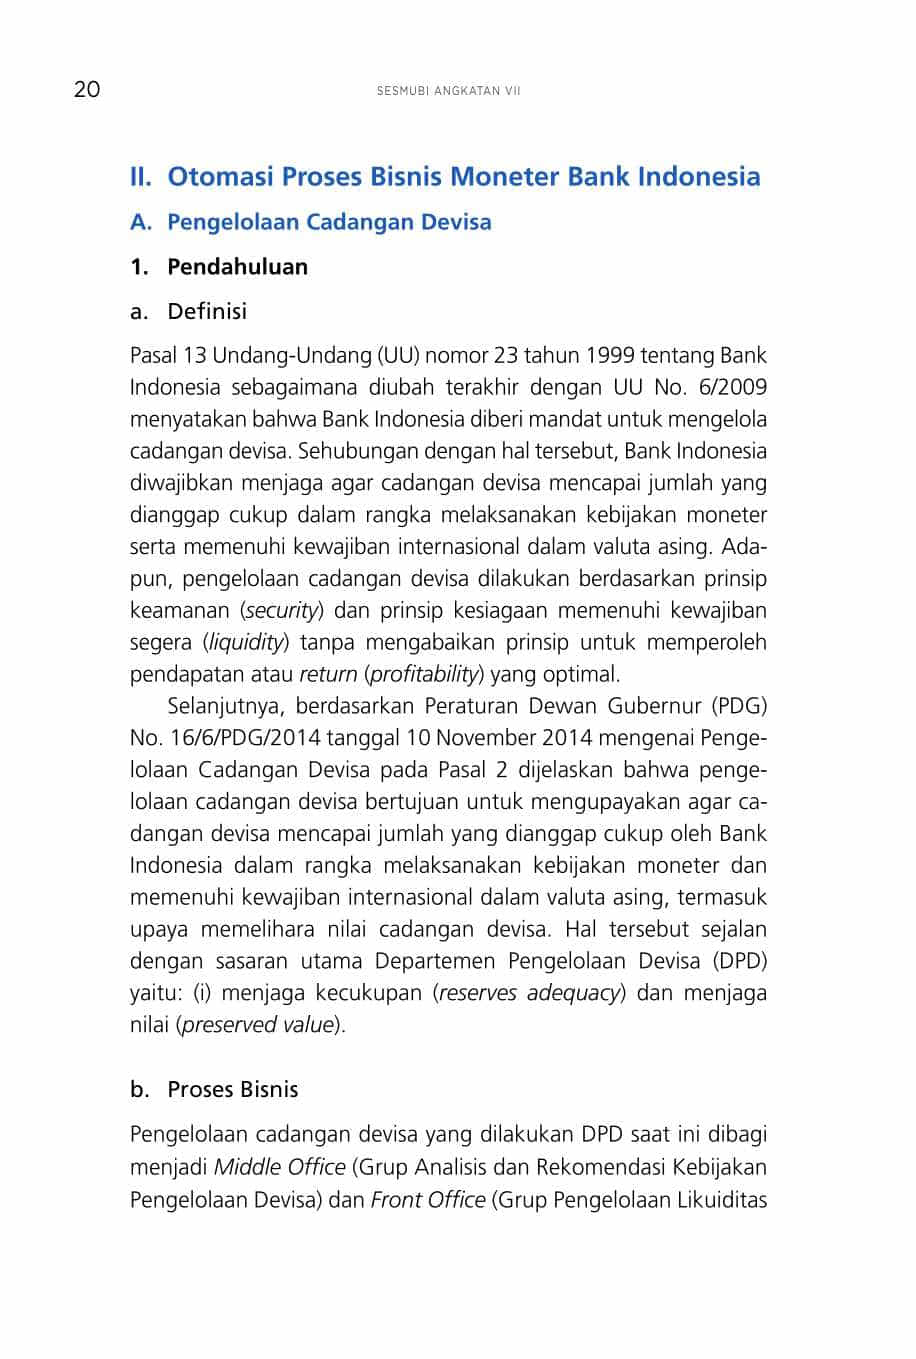 20
SESMUBI ANGKATAN VII
II. Otomasi Proses Bisnis Moneter Bank Indonesia
A. Pengelolaan Cadangan Devisa
1. Pendahuluan
a. Definisi
Pasal 13 Undang-Undang (UU) nomor 23 tahun 1999 tentang Bank
Indonesia sebagaimana diubah terakhir dengan UU No. 6/2009
menyatakan bahwa Bank Indonesia diberi mandat untuk mengelola
cadangan devisa. Sehubungan dengan hal tersebut, Bank Indonesia
diwajibkan menjaga agar cadangan devisa mencapai jumlah yang
dianggap cukup dalam rangka melaksanakan kebijakan moneter
serta memenuhi kewajiban internasional dalam valuta asing. Ada-
pun, pengelolaan cadangan devisa dilakukan berdasarkan prinsip
keamanan (security) dan prinsip kesiagaan memenuhi kewajiban
segera (liquidity) tanpa mengabaikan prinsip untuk memperoleh
pendapatan atau return (profitability) yang optimal.
Selanjutnya, berdasarkan Peraturan Dewan Gubernur (PDG)
No. 16/6/PDG/2014 tanggal 10 November 2014 mengenai Penge-
lolaan Cadangan Devisa pada Pasal 2 dijelaskan bahwa penge-
lolaan cadangan devisa bertujuan untuk mengupayakan agar ca-
dangan devisa mencapai jumlah yang dianggap cukup oleh Bank
Indonesia dalam rangka melaksanakan kebijakan moneter dan
memenuhi kewajiban internasional dalam valuta asing, termasuk
upaya memelihara nilai cadangan devisa. Hal tersebut sejalan
dengan sasaran utama Departemen Pengelolaan Devisa (DPD)
yaitu: (i) menjaga kecukupan (reserves adequacy) dan menjaga
nilai (preserved value).
b. Proses Bisnis
Pengelolaan cadangan devisa yang dilakukan DPD saat ini dibagi
menjadi Middle Office (Grup Analisis dan Rekomendasi Kebijakan
Pengelolaan Devisa) dan Front Office (Grup Pengelolaan Likuiditas